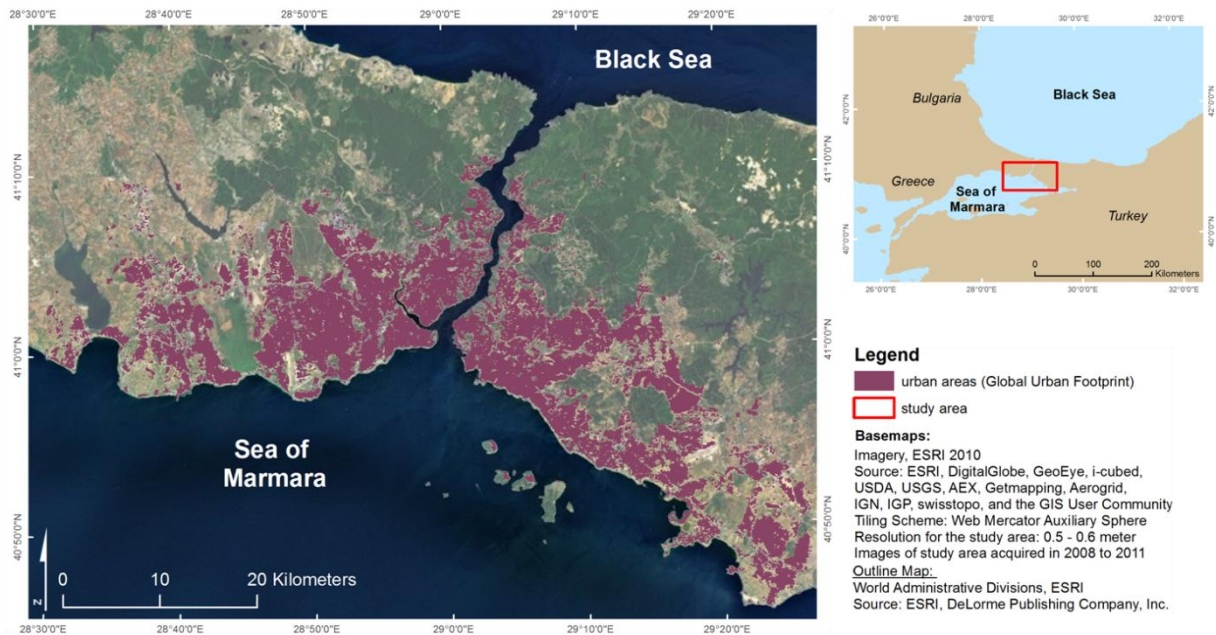 28°30'0"E
28°40'0"E
28°50'0"E
29°0'0"E
29°10'0"E
29°20'0"E
Black Sea
41°10'0"N
41°10'0"N
41°0'0"N
41°0'0"N
Sea of
Marmara
40°50'0"N
40°50'0"N
N
0 10 20 Kilometers
28°30'0"E
28°40'0"E
28°50'0"E
29°0'0"E
29°10'0"E
29°20'0"E
26°0'0"E
28°0'0"E
30°0'0"E
32°0'0"E
Bulgaria
Black Sea
42°0'0"N
42°0'0"N
Greece
Sea of
Marmara
Turkey
40°0'0"N
40°0'0"N
0 100 200
Kilometers
26°0'0"E
28°0'0"E
30°0'0"E
32°0'0"E
Legend
urban areas (Global Urban Footprint)
study area
Basemaps:
Imagery, ESRI 2010
Source: ESRI, DigitalGlobe, GeoEye, i-cubed,
USDA, USGS, AEX, Getmapping, Aerogrid,
IGN, IGP, swisstopo, and the GIS User Community
Tiling Scheme: Web Mercator Auxiliary Sphere
Resolution for the study area: 0.5 - 0.6 meter
Images of study area acquired in 2008 to 2011
Outline Map:
World Administrative Divisions, ESRI
Source: ESRI, DeLorme Publishing Company, Inc.